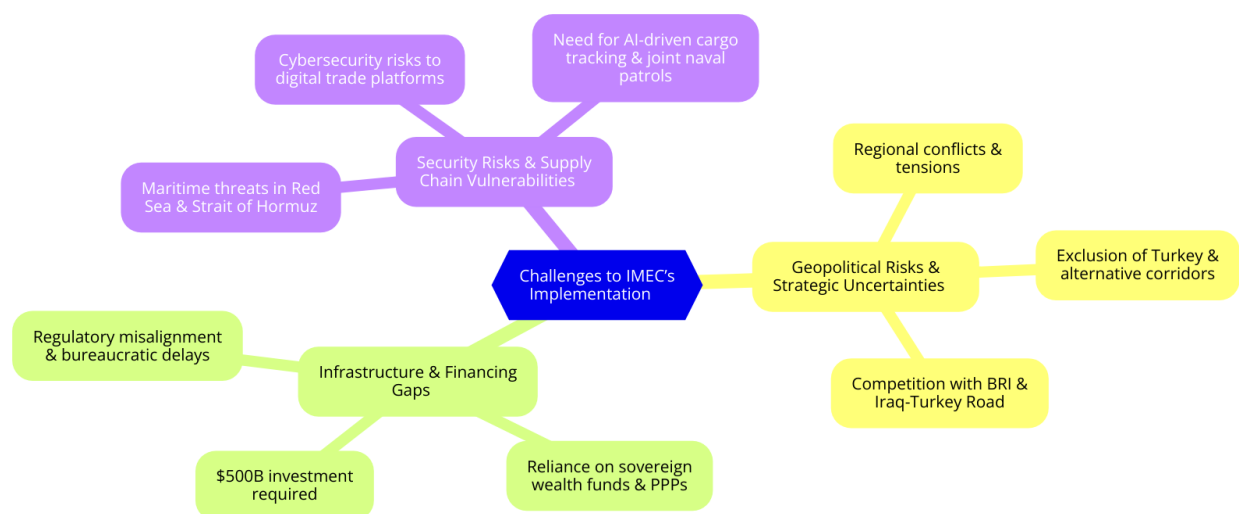 Need for AI-driven cargo
tracking & joint naval
patrols
Cybersecurity risks to
digital trade platforms
Security Risks & Supply
Chain Vulnerabilities
Maritime threats in Red
Sea & Strait of Hormuz
Challenges to IMEC’s
Implementation
Regional conflicts &
tensions
Geopolitical Risks &
Strategic Uncertainties
Exclusion of Turkey &
alternative corridors
Competition with BRI &
Iraq-Turkey Road
Regulatory misalignment
& bureaucratic delays
Infrastructure & Financing
Gaps
$500B investment
required
Reliance on sovereign
wealth funds & PPPs